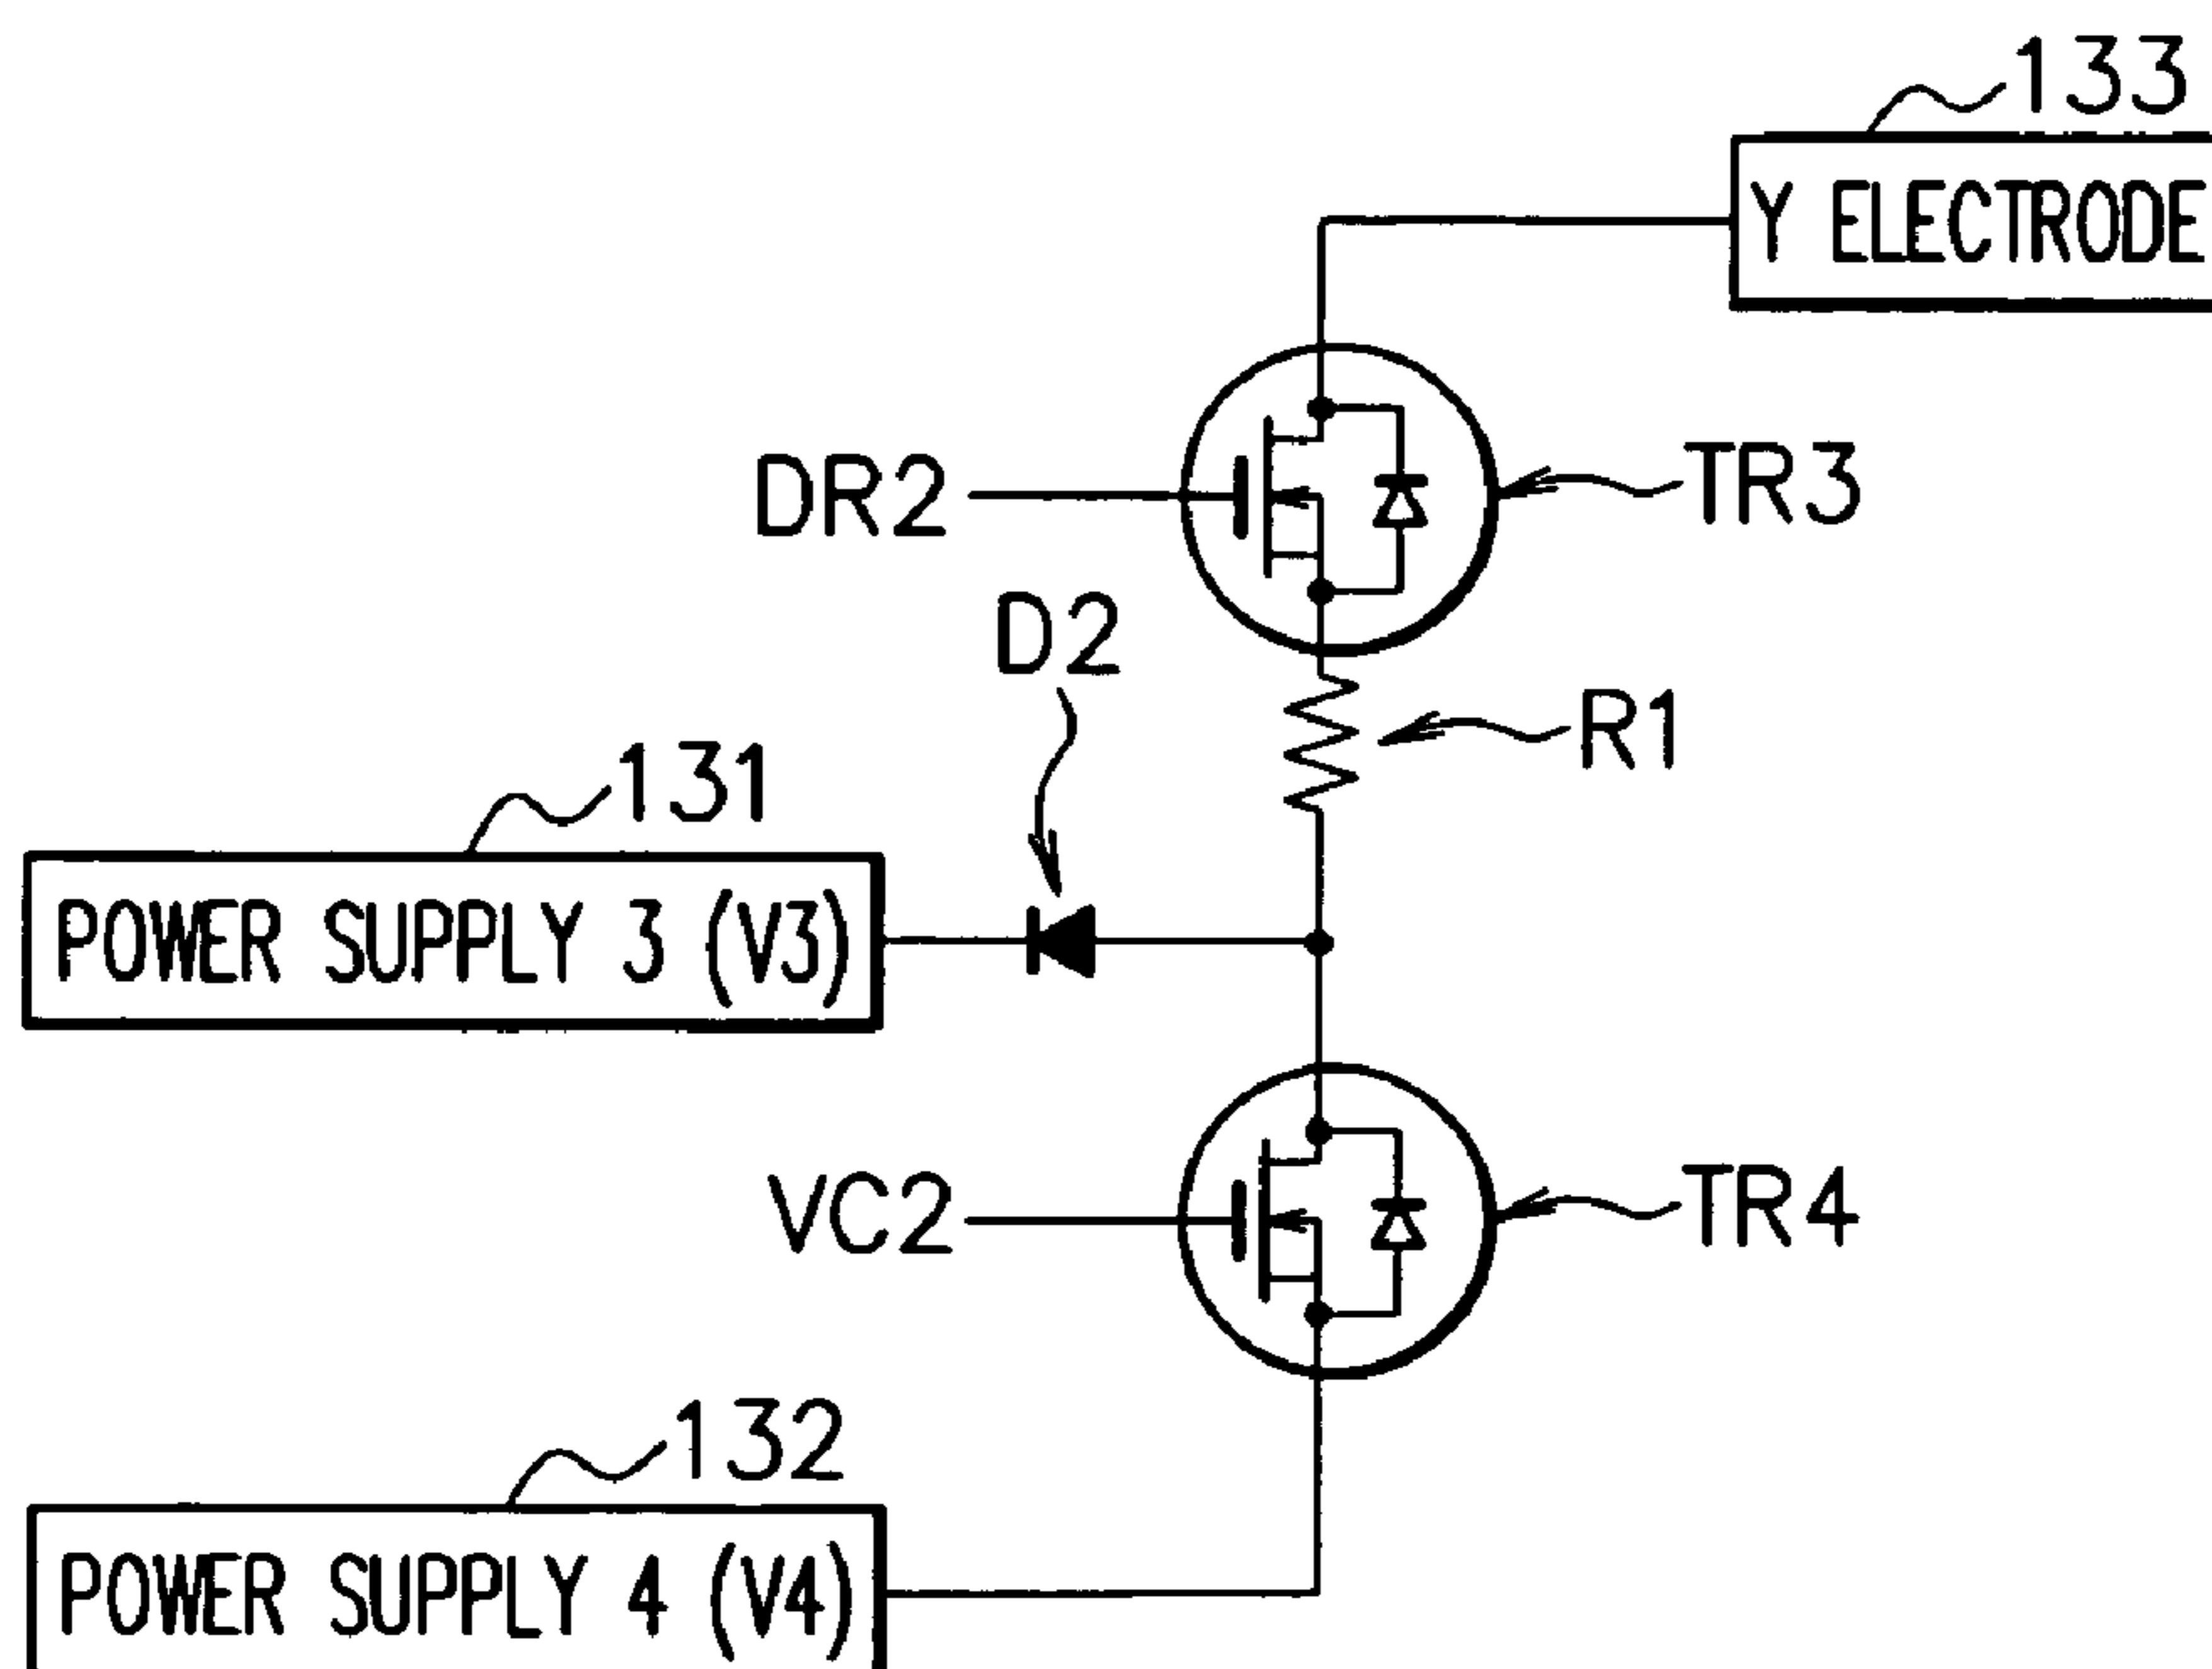 133
Y ELECTRODE
DR2
TR3
D2
R1
131
POWER SUPPLY 3 (V3)
VC2
TR4
132
POWER SUPPLY 4 (V4)